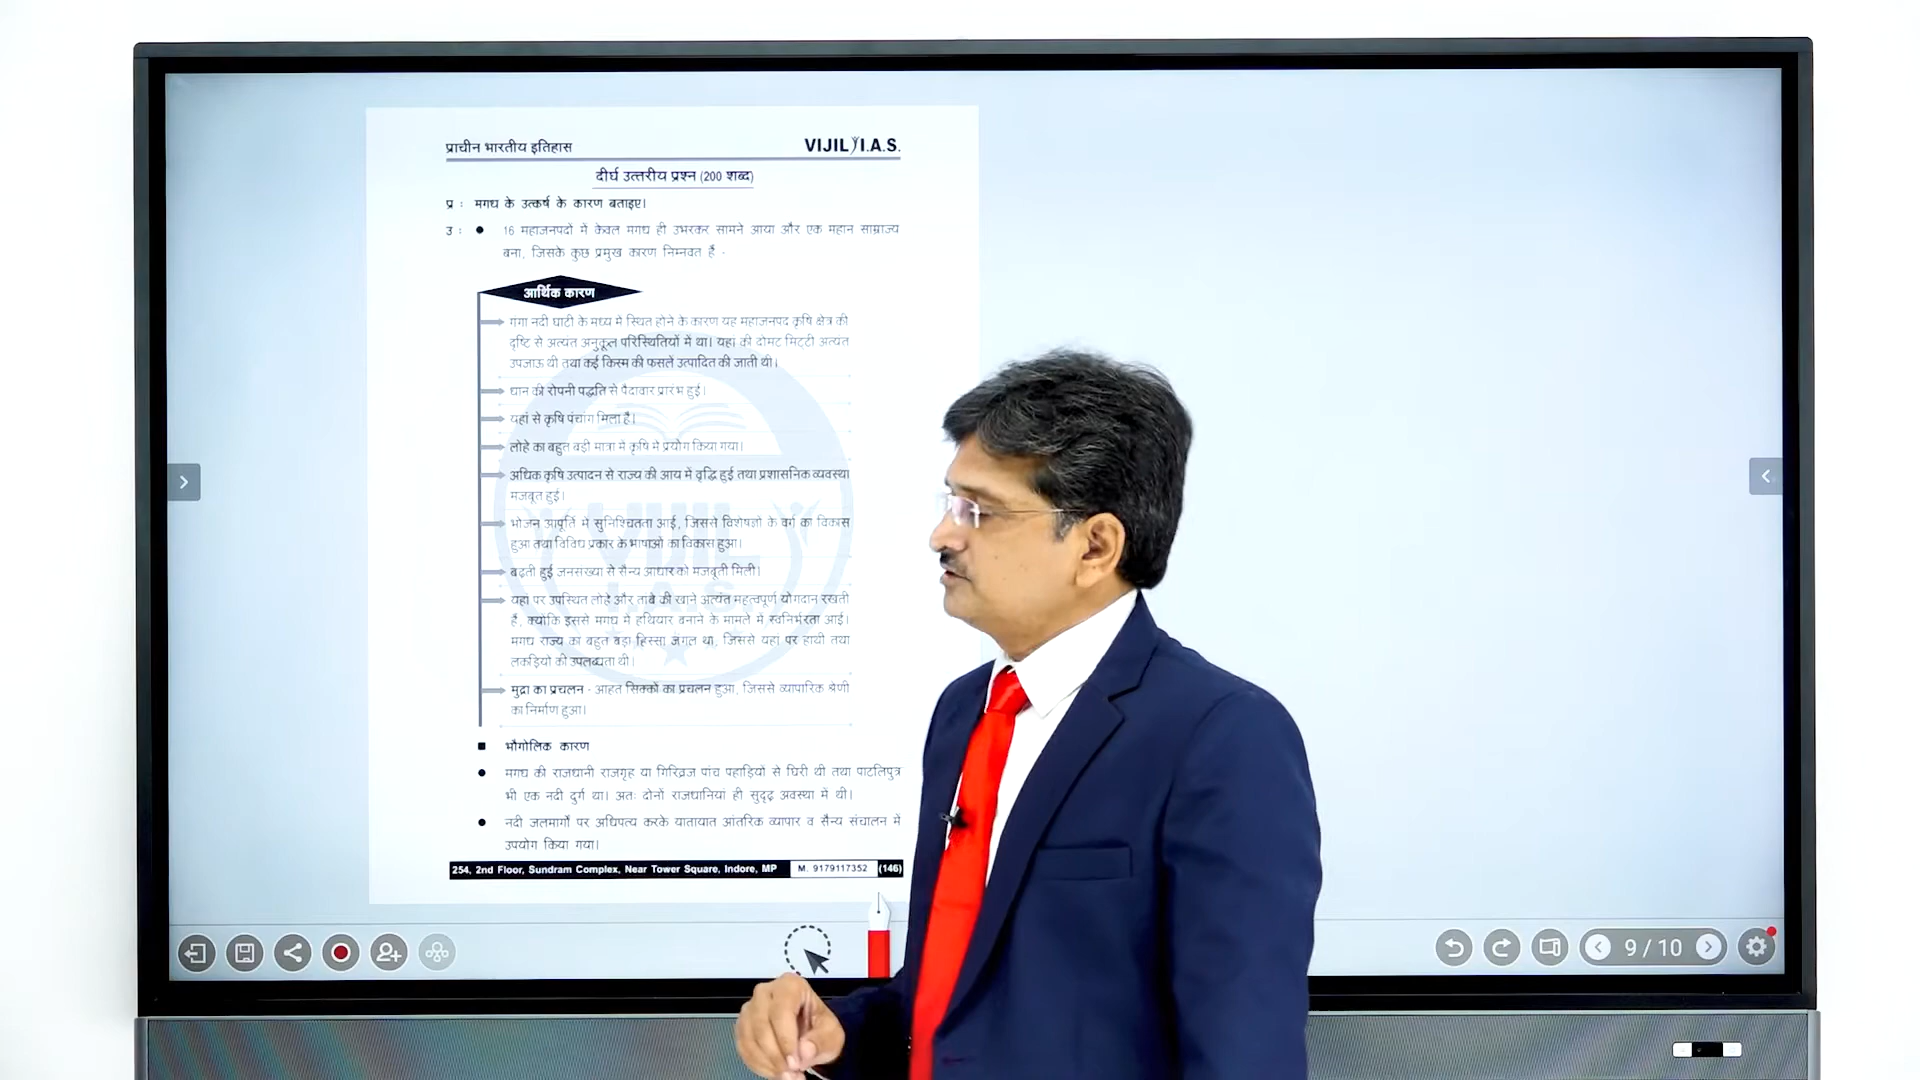 प्राचीन भारतीय इतिहास VIJIL I.A.S.
दीर्घ उत्तरीय प्रश्न (200 शब्द)
प्र : मगध के उत्कर्ष के कारण बताइए।
उ : ● 16 महाजनपदों में केवल मगध ही उभरकर सामने आया और एक महान साम्राज्य
बना, जिसके कुछ प्रमुख कारण निम्नवत हैं -
आर्थिक कारण
गंगा नदी घाटी के मध्य में स्थित होने के कारण यह महाजनपद कृषि क्षेत्र की
दृष्टि से अत्यंत अनुकूल परिस्थितियों में था। यहां की दोमट मिट्टी अत्यंत
उपजाऊ थी तथा कई किस्म की फसलें उत्पादित की जाती थी।
धान की रोपनी पद्धति से पैदावार प्रारंभ हुई।
यहां से कृषि पंचांग मिला है।
लोहे का बहुत बड़ी मात्रा में कृषि में प्रयोग किया गया।
अधिक कृषि उत्पादन से राज्य की आय में वृद्धि हुई तथा प्रशासनिक व्यवस्था
मजबूत हुई।
भोजन आपूर्ति में सुनिश्चितता आई, जिससे विशेषज्ञों के वर्ग का विकास
हुआ तथा विविध प्रकार के भाषाओं का विकास हुआ।
बढ़ती हुई जनसंख्या से सैन्य आधार को मजबूती मिली।
यहां पर उपस्थित लोहे और तांबे की खाने अत्यंत महत्वपूर्ण योगदान रखती
हैं, क्योंकि इससे मगध में हथियार बनाने के मामले में स्वनिर्भरता आई।
मगध राज्य का बहुत बड़ा हिस्सा जंगल था, जिससे यहां पर हाथी तथा
लकड़ियों की उपलब्धता थी।
मुद्रा का प्रचलन - आहत सिक्कों का प्रचलन हुआ, जिससे व्यापारिक श्रेणी
का निर्माण हुआ।
■ भौगोलिक कारण
● मगध की राजधानी राजगृह या गिरिव्रज पांच पहाड़ियों से घिरी थी तथा पाटलिपुत्र
भी एक नदी दुर्ग था। अतः दोनों राजधानियां ही सुदृढ़ अवस्था में थी।
● नदी जलमार्गों पर अधिपत्य करके यातायात आंतरिक व्यापार व सैन्य संचालन में
उपयोग किया गया।
254, 2nd Floor, Sundram Complex, Near Tower Square, Indore, MP M. 9179117352 (146)
9 / 10